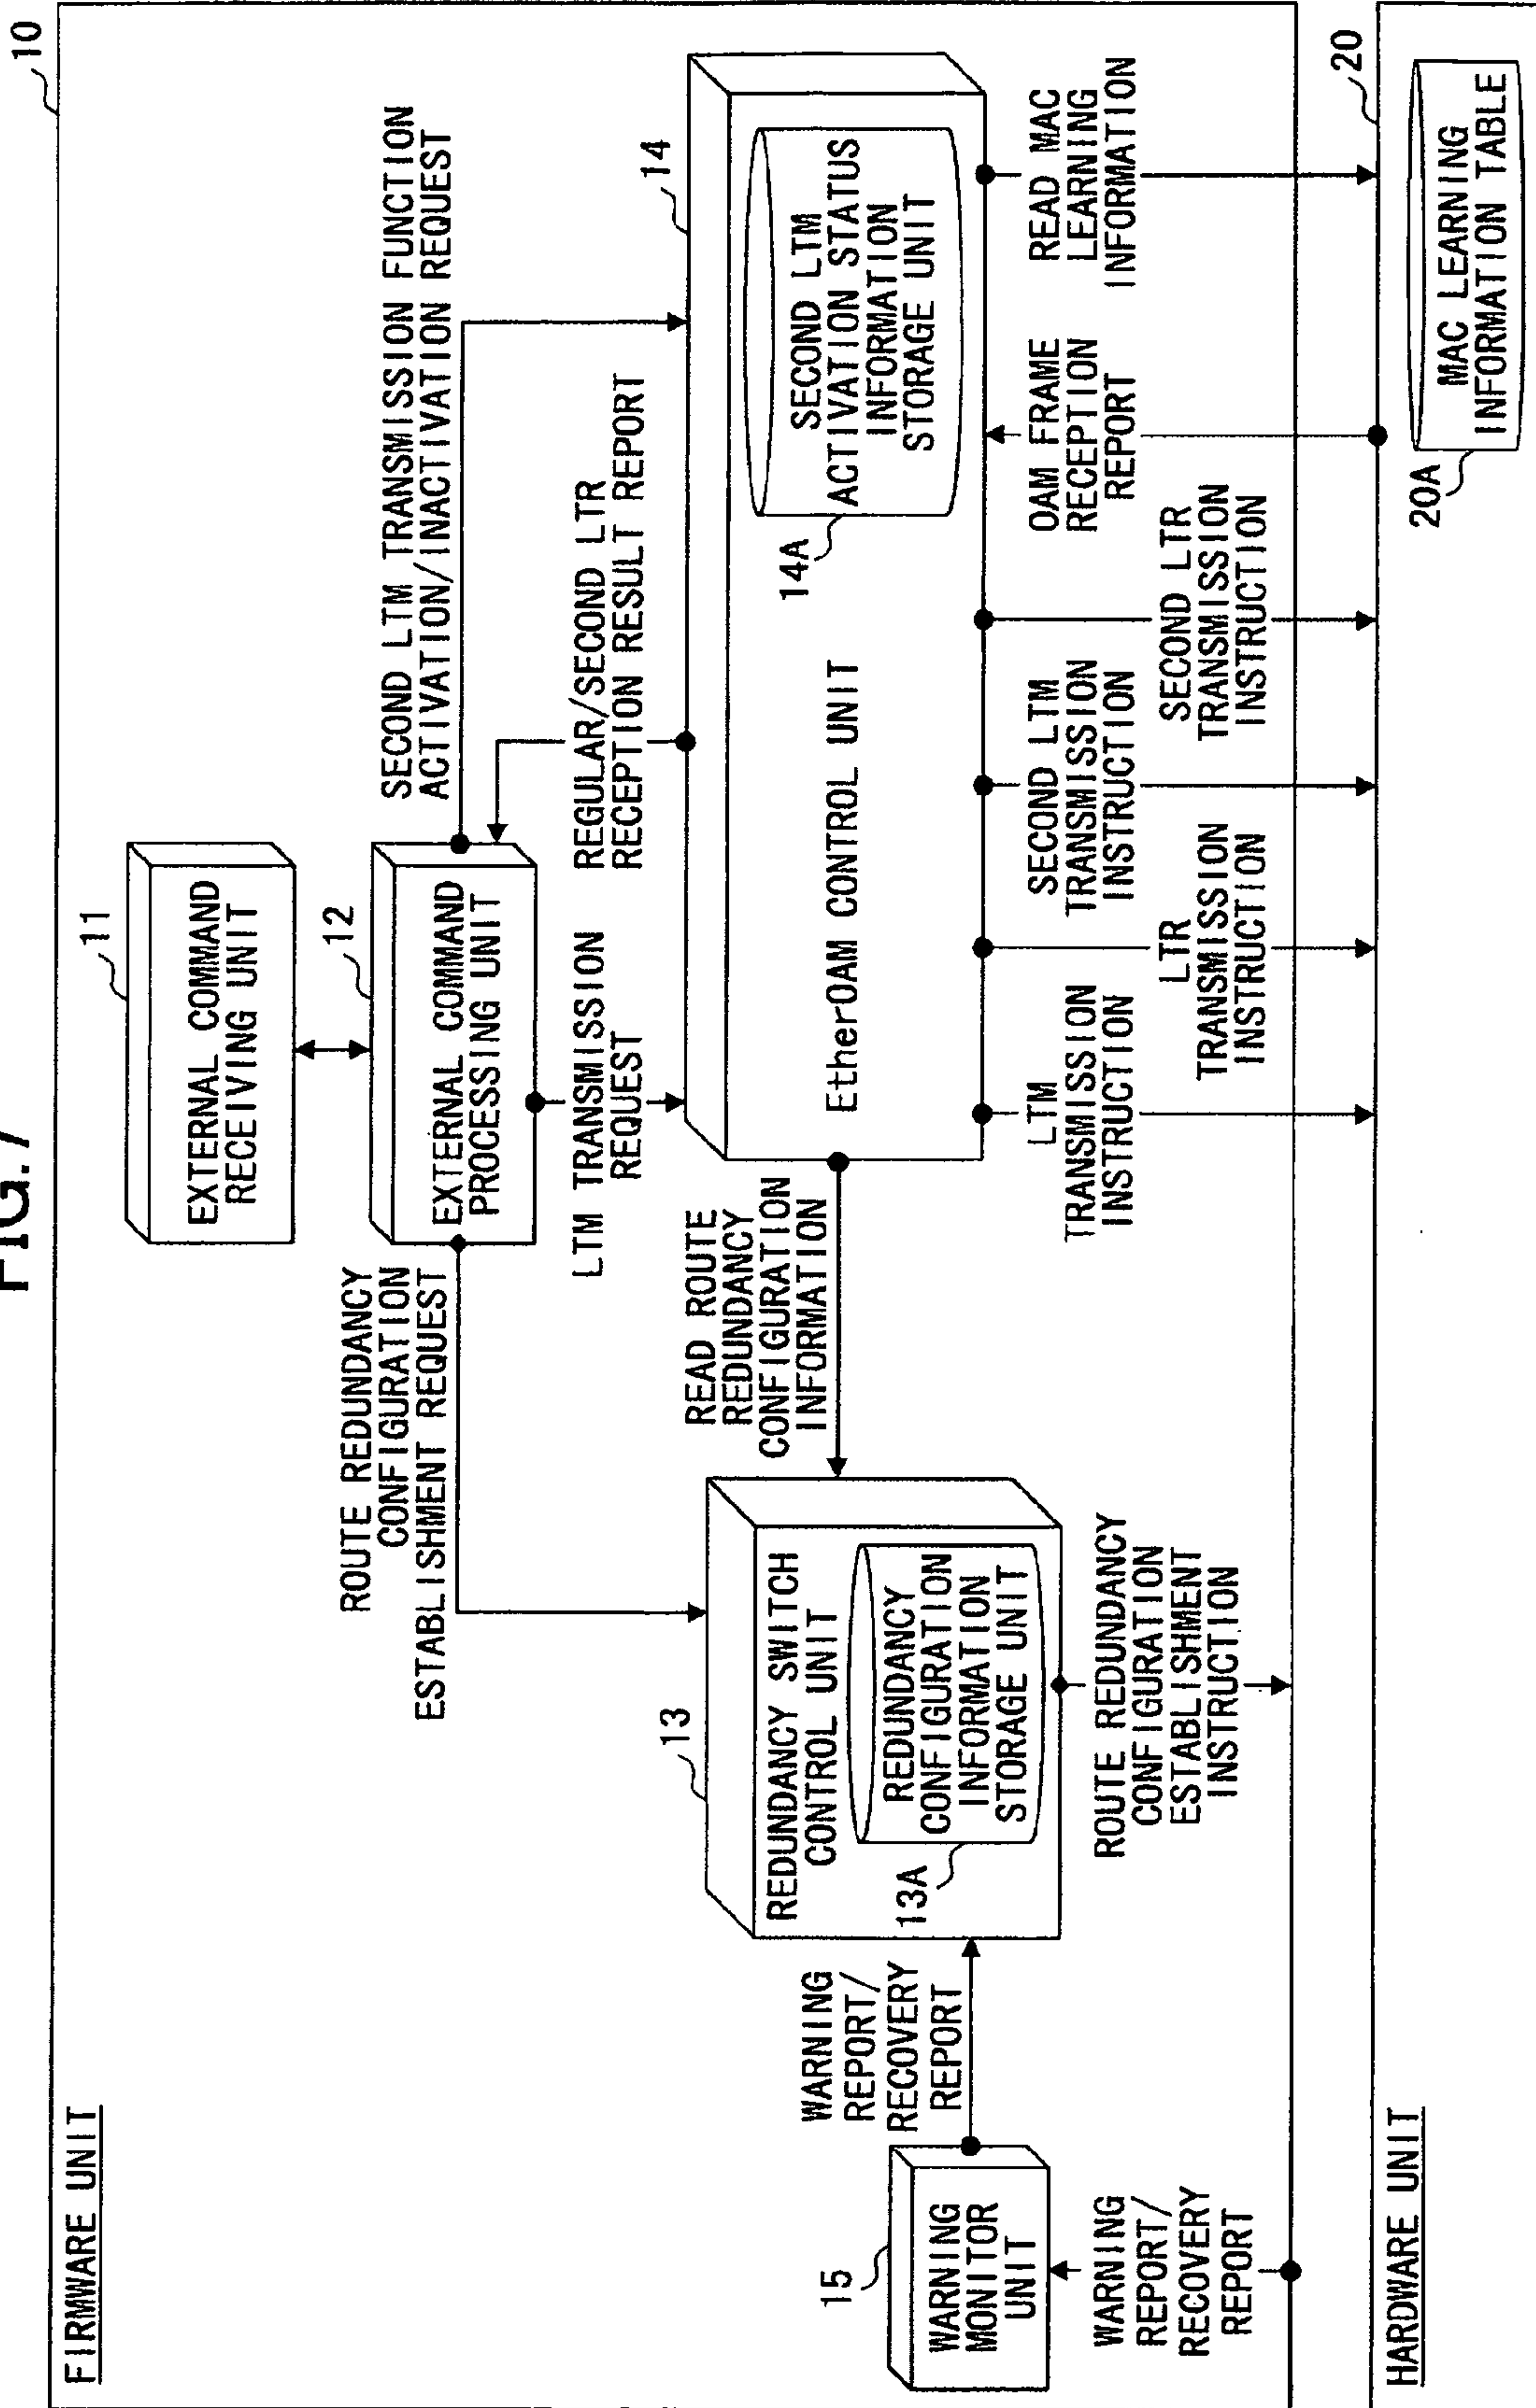 FIG.7
FIRMWARE UNIT
10
11
EXTERNAL COMMAND
RECEIVING UNIT
12
EXTERNAL COMMAND
PROCESSING UNIT
ROUTE REDUNDANCY
CONFIGURATION
ESTABLISHMENT REQUEST
SECOND LTM TRANSMISSION FUNCTION
ACTIVATION/INACTIVATION REQUEST
LTM TRANSMISSION
REQUEST
REGULAR/SECOND LTR
RECEPTION RESULT REPORT
13
REDUNDANCY SWITCH
CONTROL UNIT
REDUNDANCY
CONFIGURATION
INFORMATION
STORAGE UNIT
13A
READ ROUTE
REDUNDANCY
CONFIGURATION
INFORMATION
14
EtherOAM CONTROL UNIT
SECOND LTM
ACTIVATION STATUS
INFORMATION
STORAGE UNIT
14A
WARNING
REPORT/
RECOVERY
REPORT
15
WARNING
MONITOR
UNIT
WARNING
REPORT/
RECOVERY
REPORT
ROUTE REDUNDANCY
CONFIGURATION
ESTABLISHMENT
INSTRUCTION
LTM
TRANSMISSION
INSTRUCTION
LTR
TRANSMISSION
INSTRUCTION
SECOND LTM
TRANSMISSION
INSTRUCTION
SECOND LTR
TRANSMISSION
INSTRUCTION
OAM FRAME
RECEPTION
REPORT
READ MAC
LEARNING
INFORMATION
HARDWARE UNIT
20
20A
MAC LEARNING
INFORMATION TABLE